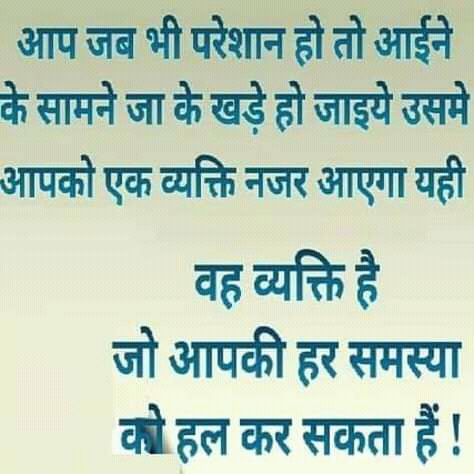 आप जब भी परेशान हो तो आईने
के सामने जा के खड़े हो जाइये उसमे
आपको एक व्यक्ति नजर आएगा यही
वह व्यक्ति है
जो आपकी हर समस्या
को हल कर सकता हैं !